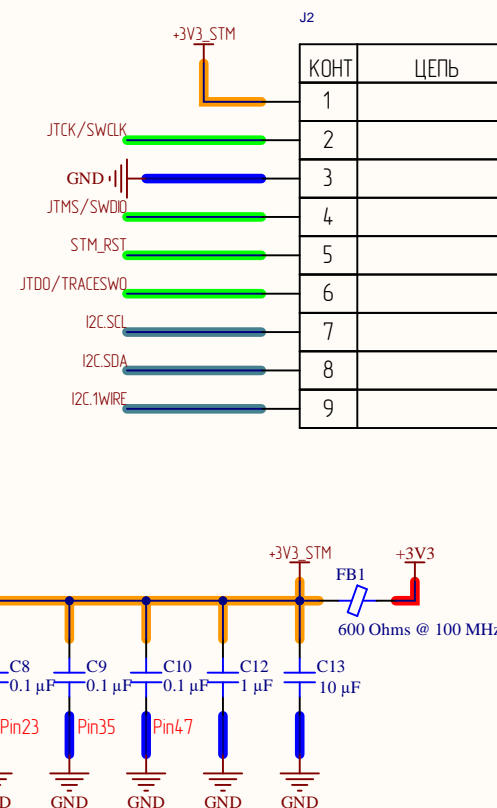 J2
+3V3_STM
КОНТ ЦЕПЬ
1
JTCK/SWCLK 2
GND 3
JTMS/SWDIO 4
STM_RST 5
JTDO/TRACESWO 6
I2C.SCL 7
I2C.SDA 8
I2C.1WIRE 9
+3V3_STM +3V3
FB1
600 Ohms @ 100 MHz
C8 C9 C10 C12 C13
0.1 µF 0.1 µF 0.1 µF 1 µF 10 µF
Pin23 Pin35 Pin47
GND GND GND GND